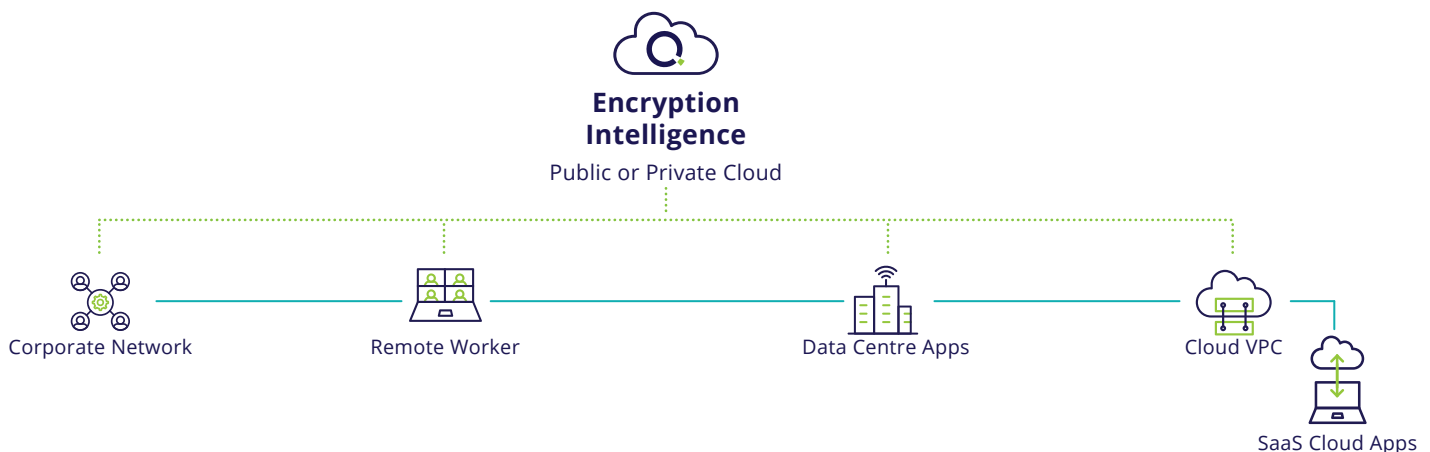 Encryption
Intelligence
Public or Private Cloud
Corporate Network
Remote Worker
Data Centre Apps
Cloud VPC
SaaS Cloud Apps